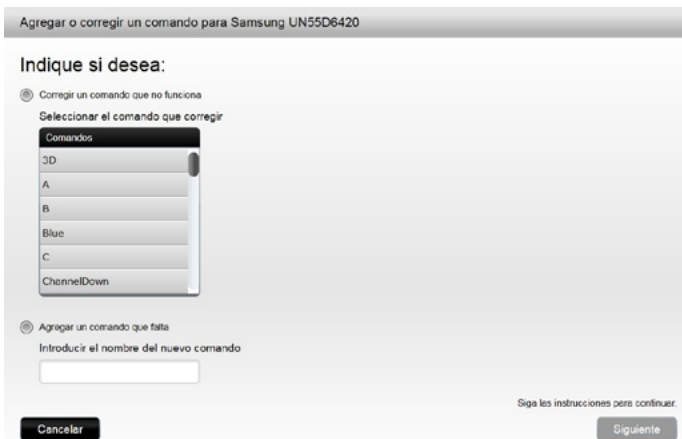 Agregar o corregir un comando para Samsung UN55D6420
Indique si desea:
Corregir un comando que no funciona
Seleccionar el comando que corregir
Comandos
3D
A
B
Blue
C
ChannelDown
Agregar un comando que falta
Introducir el nombre del nuevo comando
Siga las instrucciones para continuar.
Cancelar
Siguiente